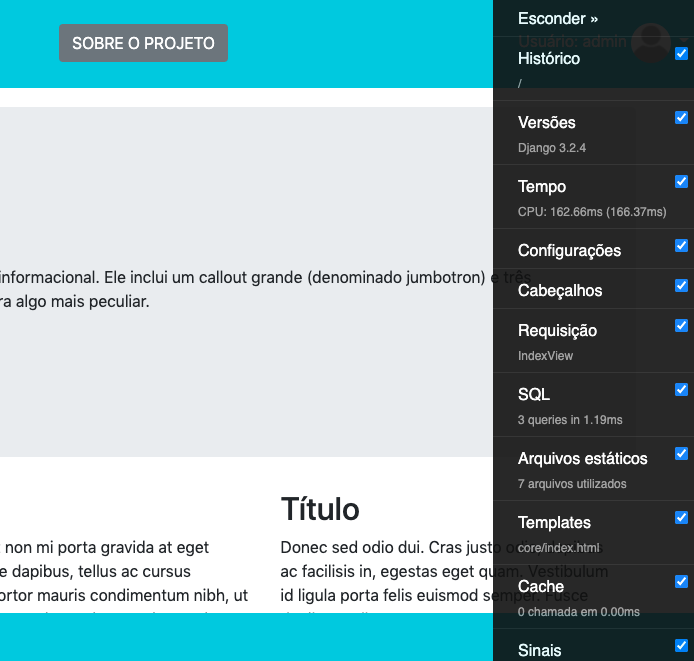 SOBRE O PROJETO
Usuário: admin
informacional. Ele inclui um callout grande (denominado jumbotron) e três
ra algo mais peculiar.
Título
non mi porta gravida at eget
e dapibus, tellus ac cursus
ortor mauris condimentum nibh, ut
Donec sed odio dui. Cras justo odio, dapibus
ac facilisis in, egestas eget quam. Vestibulum
id ligula porta felis euismod semper. Fusce
Esconder »
Histórico
/
Versões
Django 3.2.4
Tempo
CPU: 162.66ms (166.37ms)
Configurações
Cabeçalhos
Requisição
IndexView
SQL
3 queries in 1.19ms
Arquivos estáticos
7 arquivos utilizados
Templates
core/index.html
Cache
0 chamada em 0.00ms
Sinais